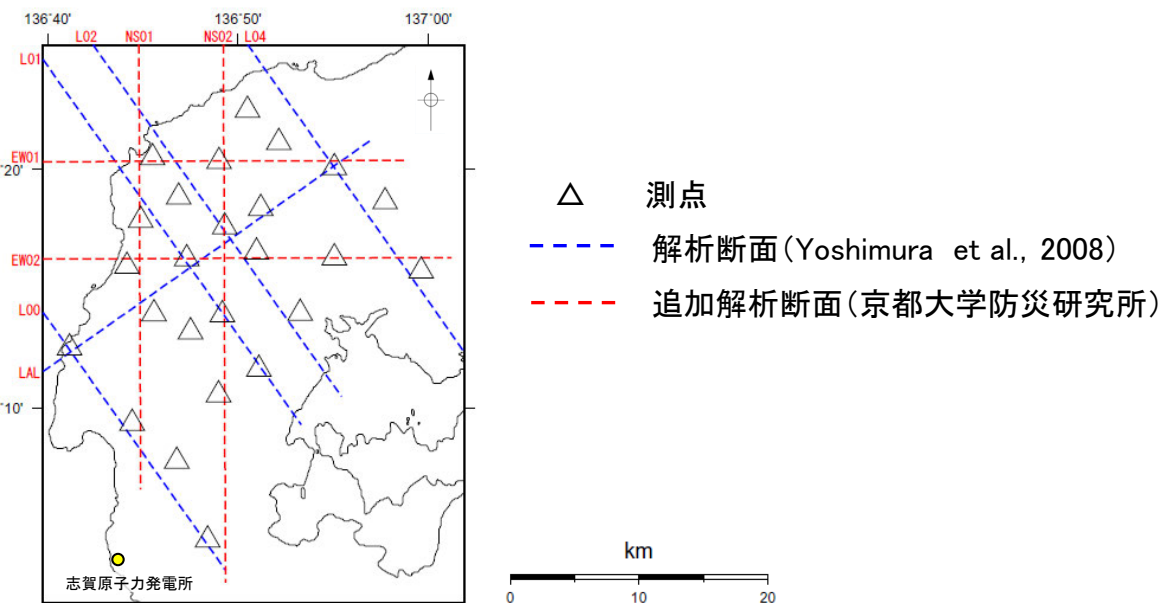 136°40' 136°50' 137°00'
L02 NS01 NS02 L04
L01
EW01
°20'
EW02
L00
LAL
°10'
志賀原子力発電所
△ 測点
解析断面(Yoshimura et al., 2008)
追加解析断面(京都大学防災研究所)
km
0 10 20